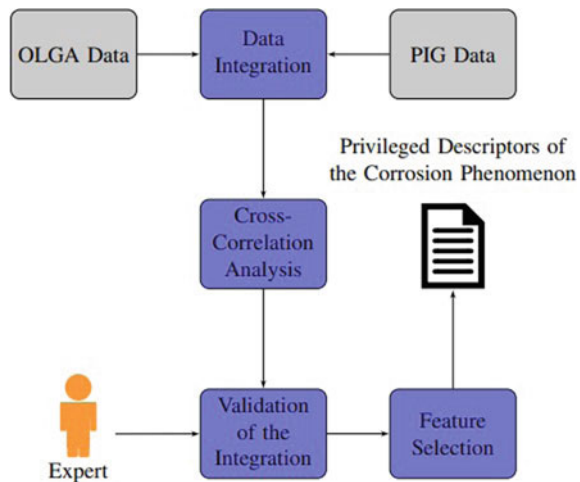 OLGA Data
Data
Integration
PIG Data
Privileged Descriptors of
the Corrosion Phenomenon
Cross-
Correlation
Analysis
Expert
Validation
of the
Integration
Feature
Selection